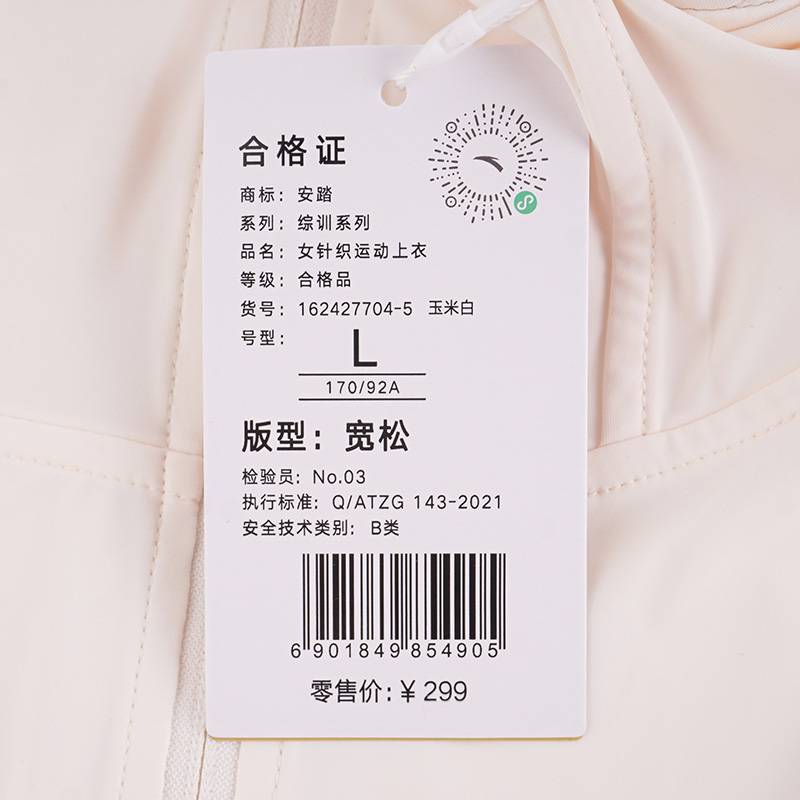 合格证
商标：安踏
系列：综训系列
品名：女针织运动上衣
等级：合格品
货号：162427704-5 玉米白
号型：L
170/92A
版型：宽松
检验员：No.03
执行标准：Q/ATZG 143-2021
安全技术类别：B类
6 901849 854905
零售价：¥ 299